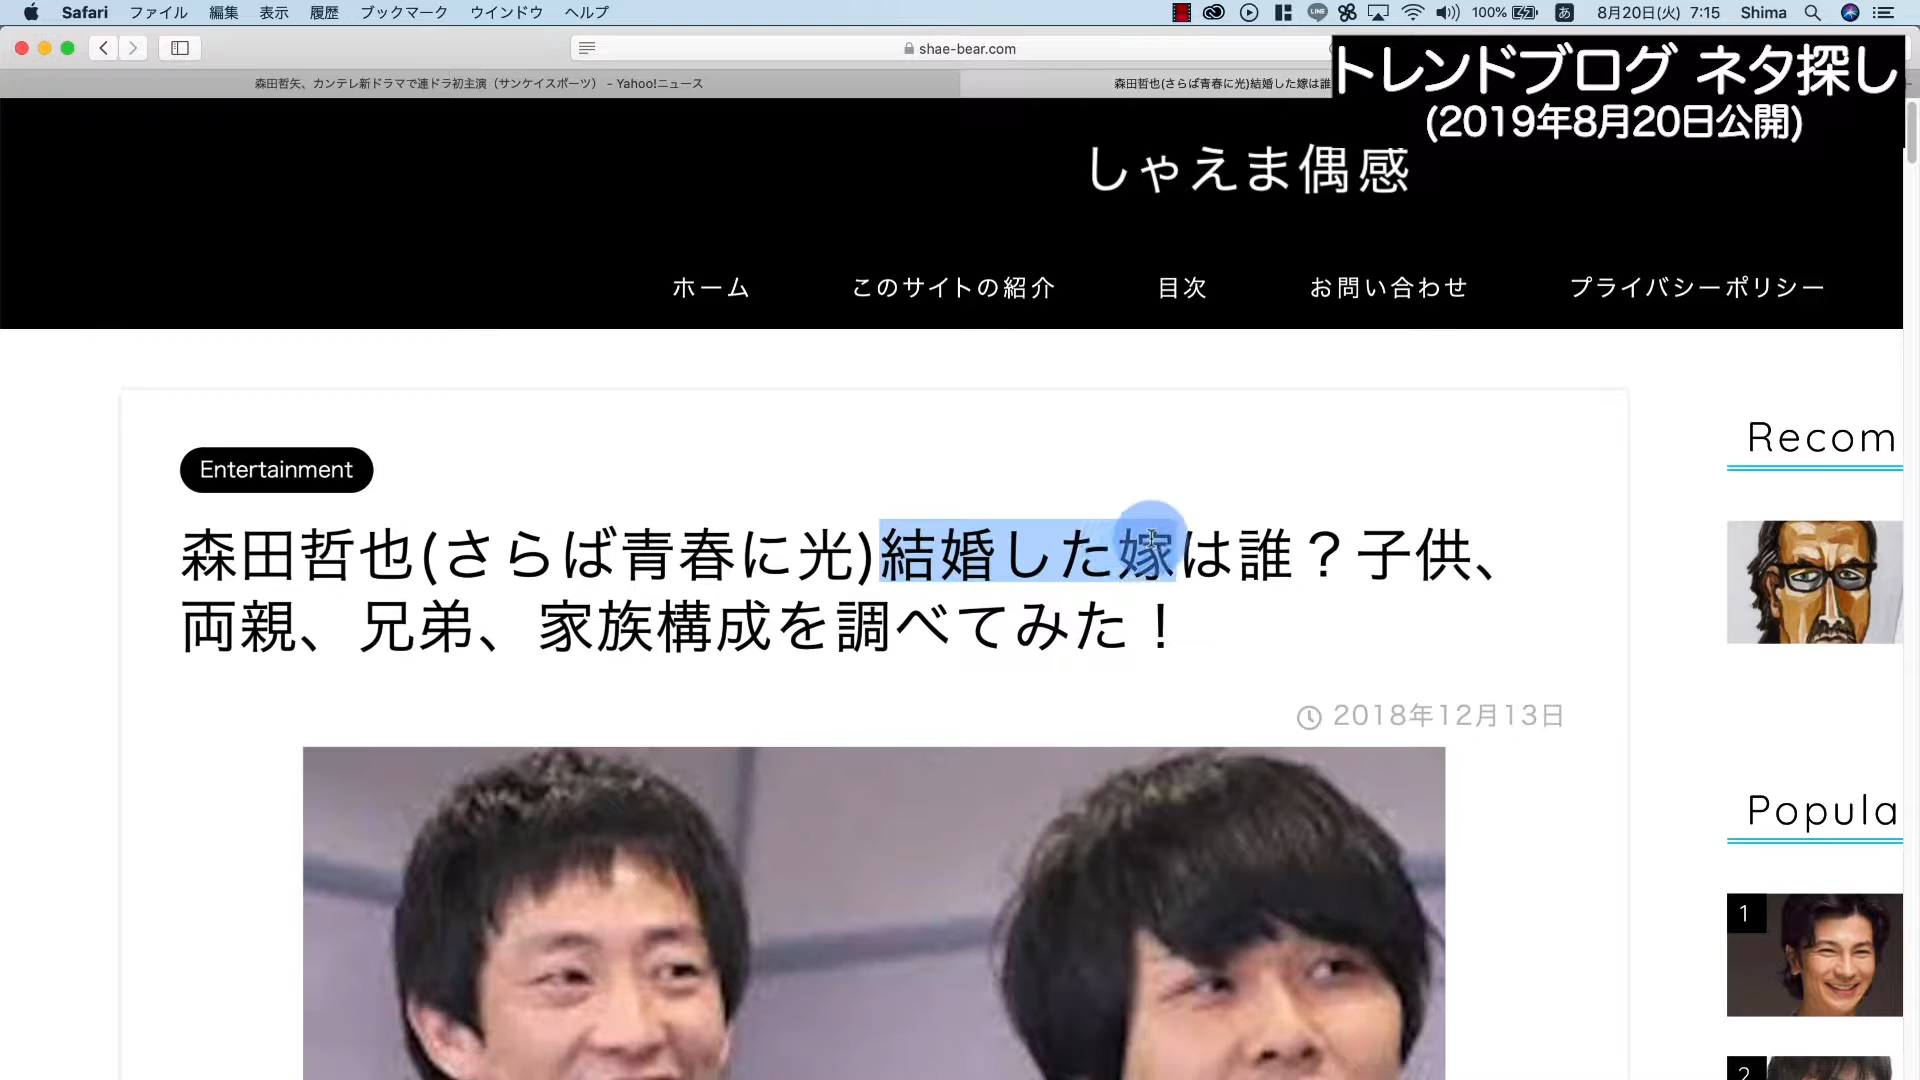 Safari ファイル 編集 表示 履歴 ブックマーク ウインドウ ヘルプ
LINE 100% あ 8月20日(火) 7:15 Shima
shae-bear.com
森田哲矢、カンテレ新ドラマで連ドラ初主演（サンケイスポーツ） - Yahoo!ニュース
森田哲也(さらば青春に光)結婚した嫁は誰
トレンドブログ ネタ探し
(2019年8月20日公開)
しゃえま偶感
ホーム このサイトの紹介 目次 お問い合わせ プライバシーポリシー
Entertainment
森田哲也(さらば青春に光)結婚した嫁は誰？子供、
両親、兄弟、家族構成を調べてみた！
2018年12月13日
Recom
Popula
1
2